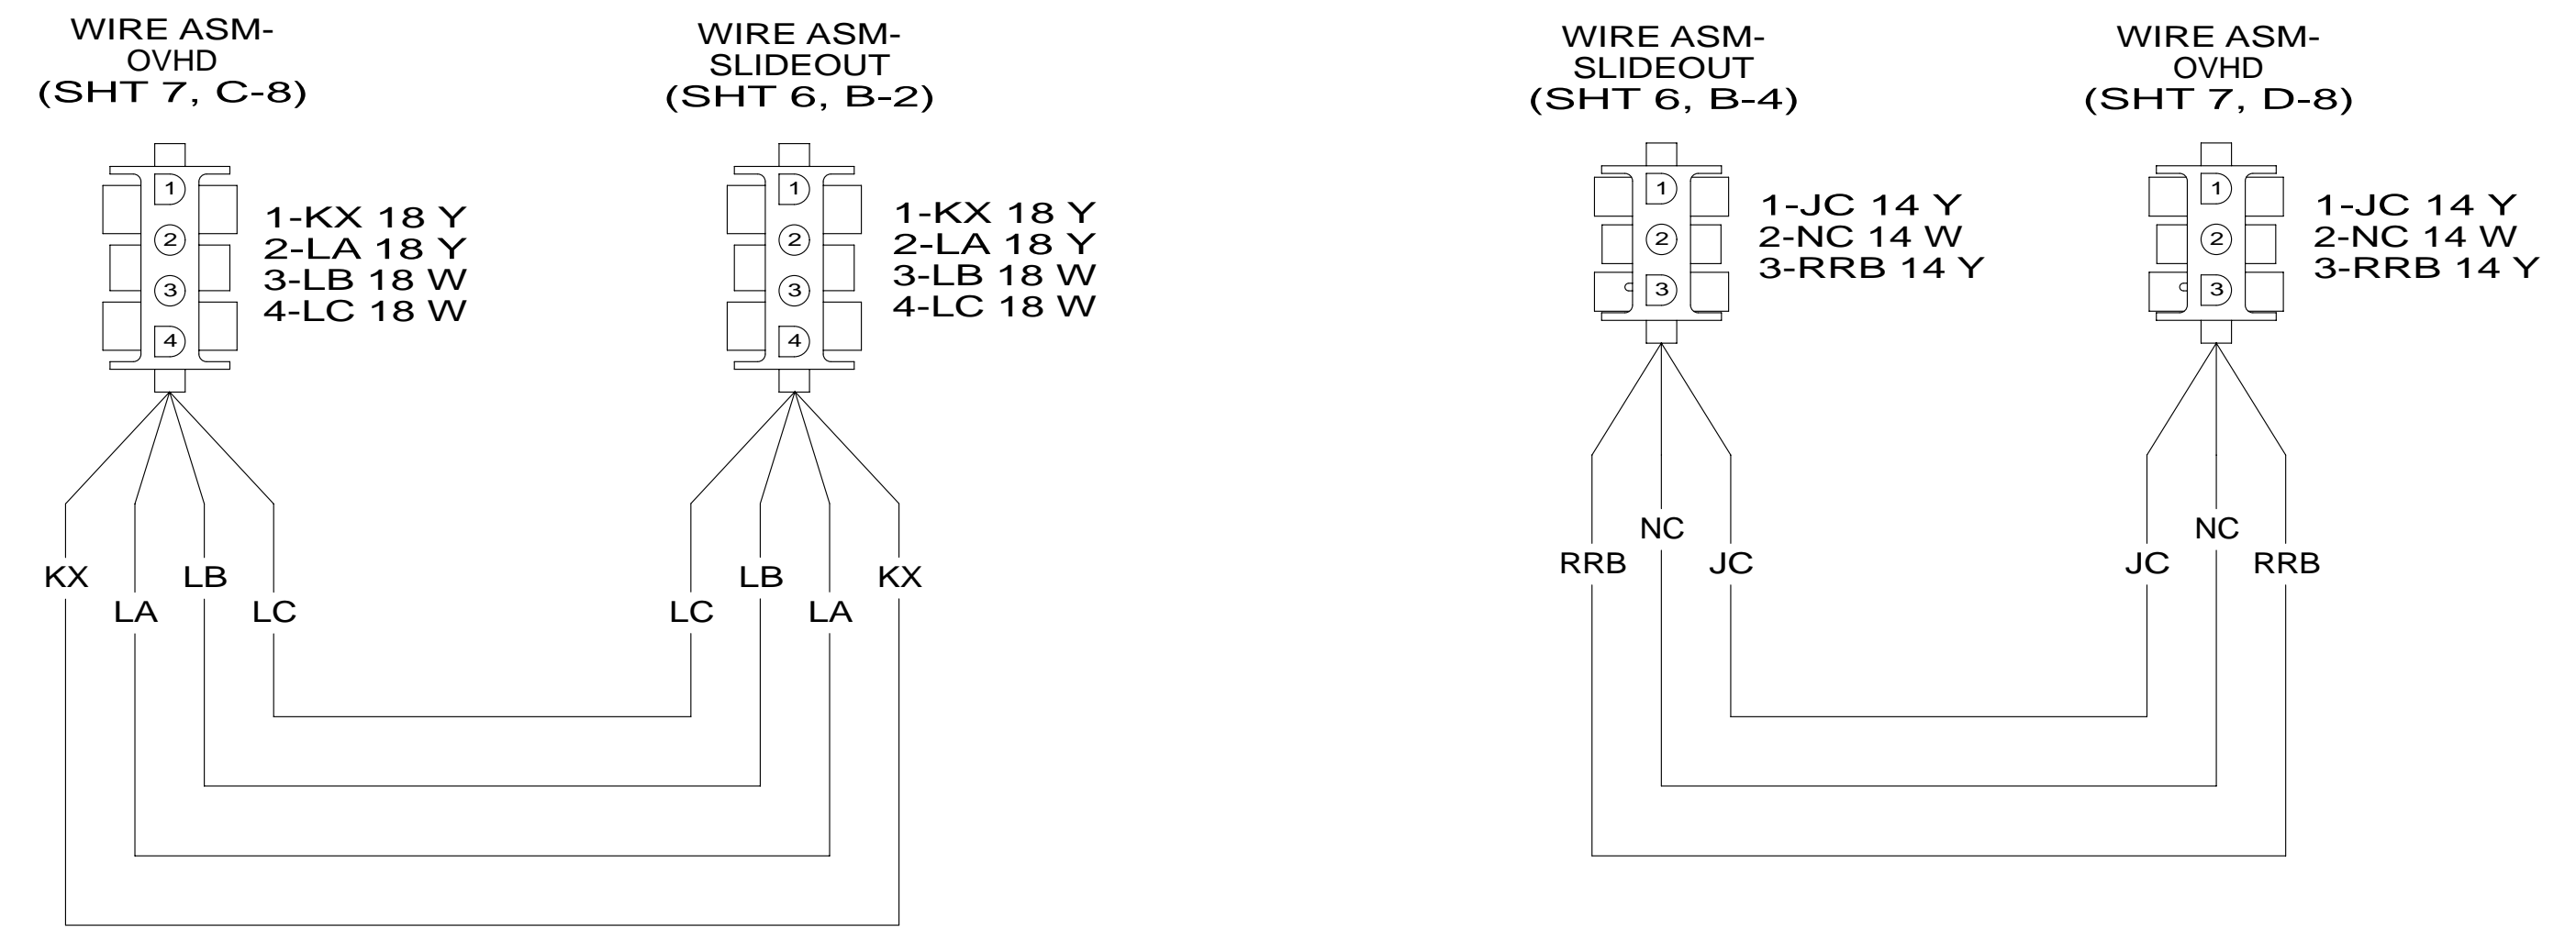 WIRE ASM-
OVHD
(SHT 7, C-8)
1
2
3
4
1-KX 18 Y
2-LA 18 Y
3-LB 18 W
4-LC 18 W
WIRE ASM-
SLIDEOUT
(SHT 6, B-2)
1
2
3
4
1-KX 18 Y
2-LA 18 Y
3-LB 18 W
4-LC 18 W
KX
LA
LB
LC
LC
LB
LA
KX
WIRE ASM-
SLIDEOUT
(SHT 6, B-4)
1
2
3
1-JC 14 Y
2-NC 14 W
3-RRB 14 Y
WIRE ASM-
OVHD
(SHT 7, D-8)
1
2
3
1-JC 14 Y
2-NC 14 W
3-RRB 14 Y
RRB
NC
JC
JC
NC
RRB